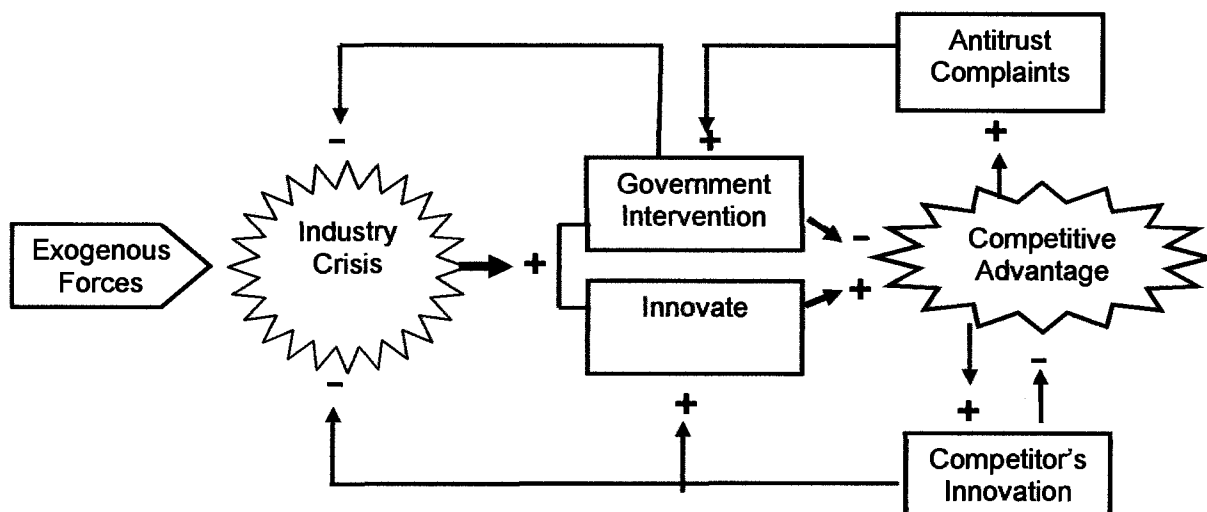 Antitrust
Complaints
-
+
+
Government
Intervention
Exogenous
Forces
Industry
Crisis
+
-
Competitive
Advantage
+
Innovate
-
-
+
+
Competitor's
Innovation